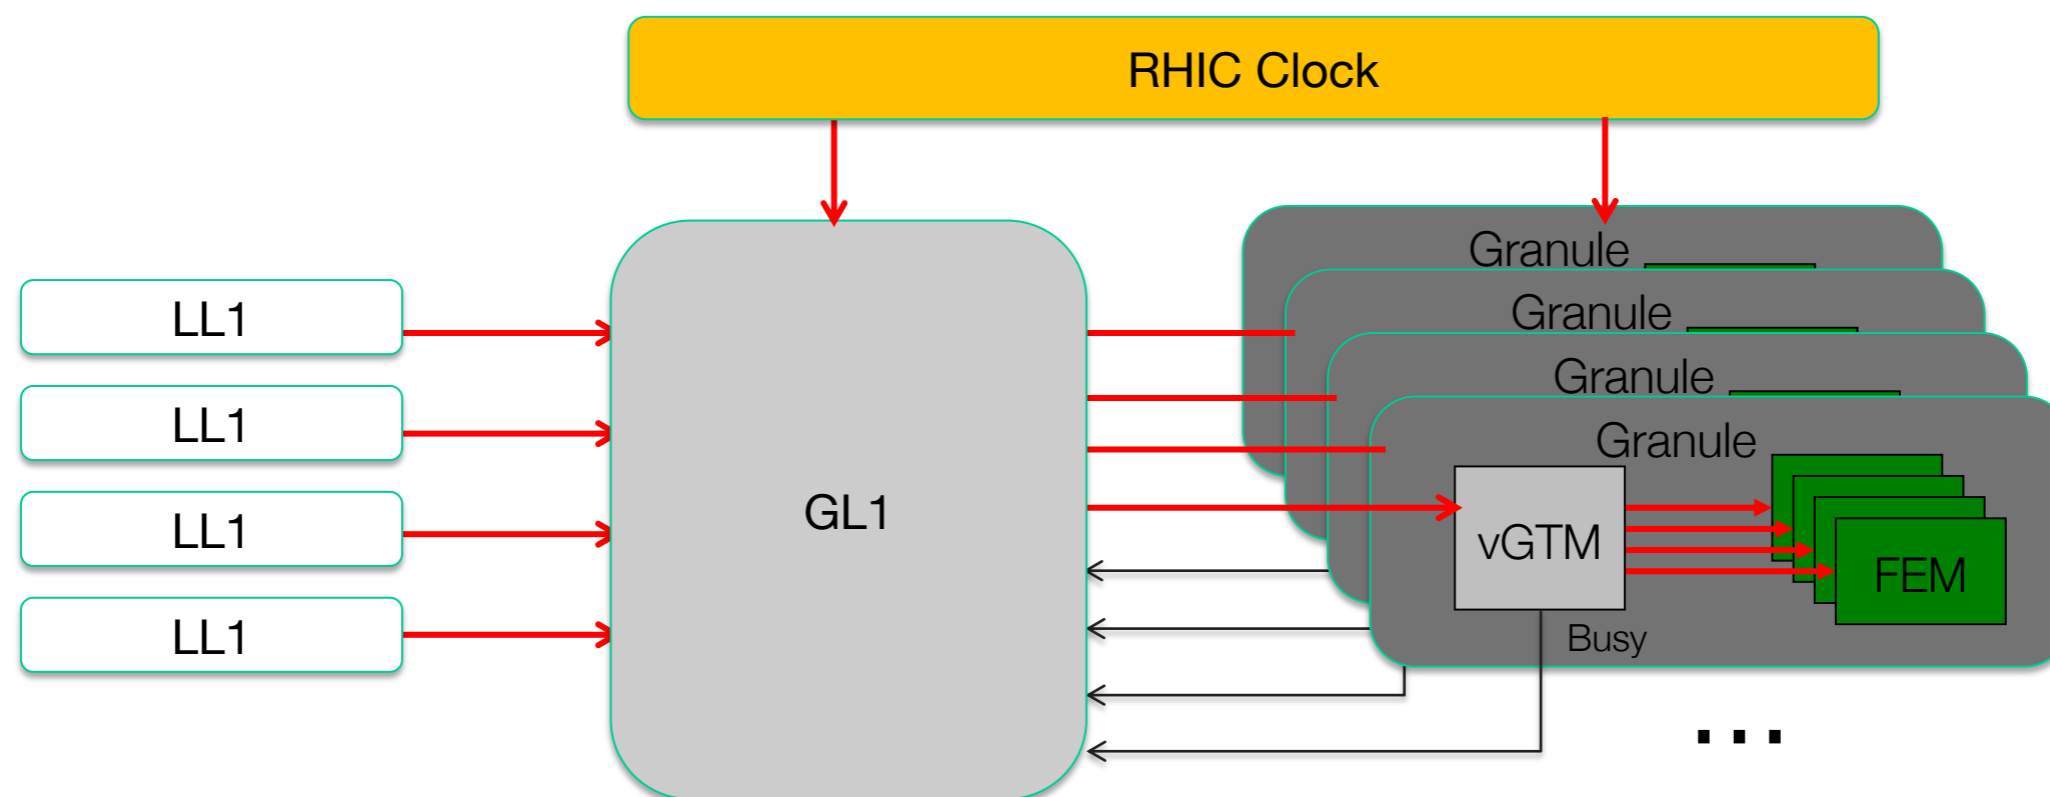 RHIC Clock
LL1
LL1
LL1
LL1
GL1
Granule
Granule
Granule
Granule
vGTM
FEM
Busy
...